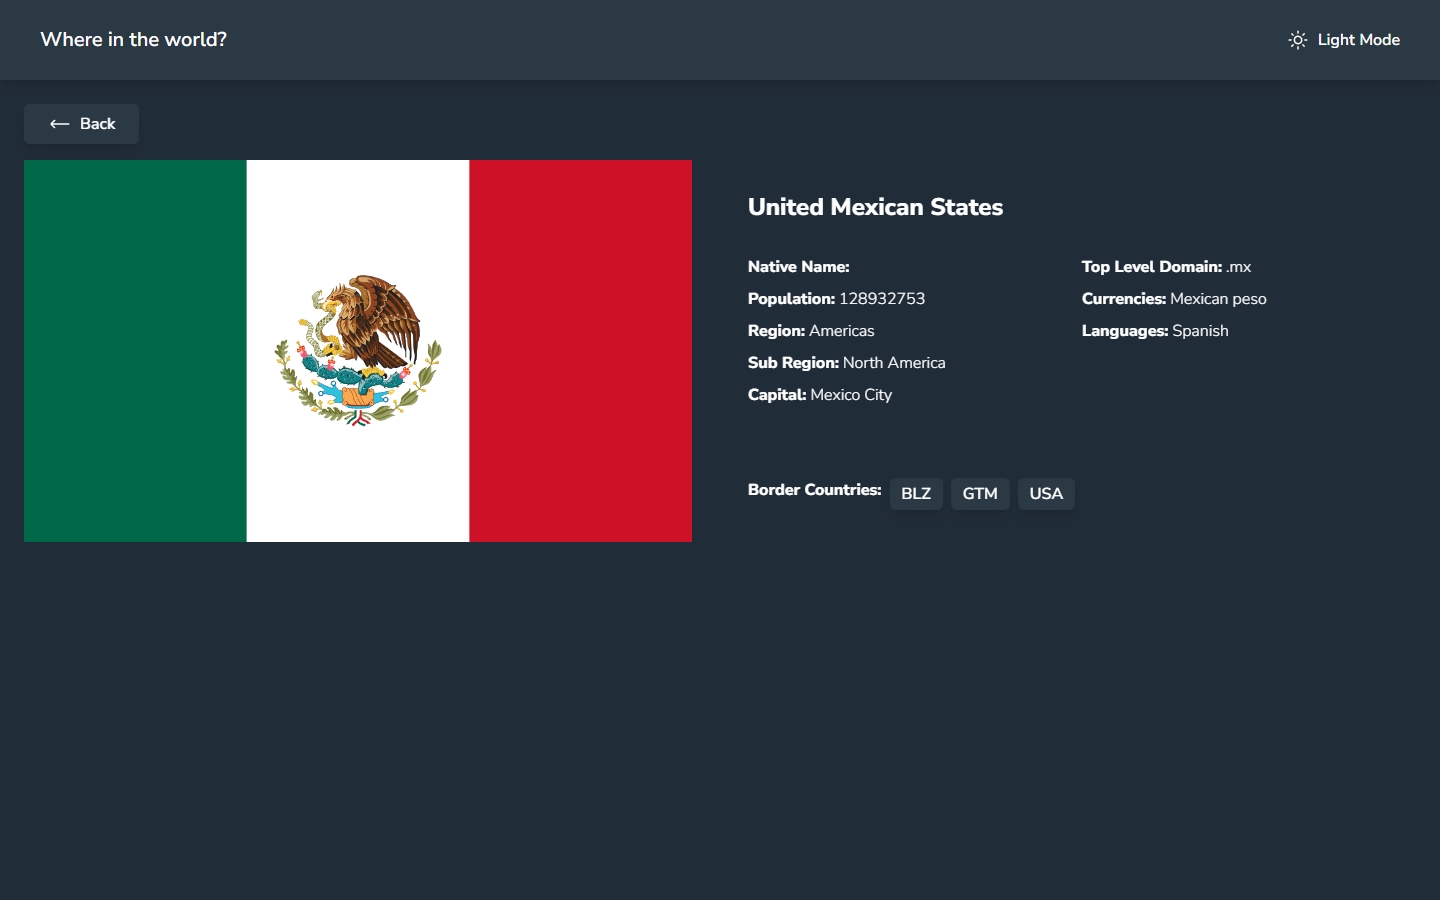 Where in the world?
Light Mode
Back
United Mexican States
Native Name:
Population: 128932753
Region: Americas
Sub Region: North America
Capital: Mexico City
Top Level Domain: .mx
Currencies: Mexican peso
Languages: Spanish
Border Countries: BLZ GTM USA